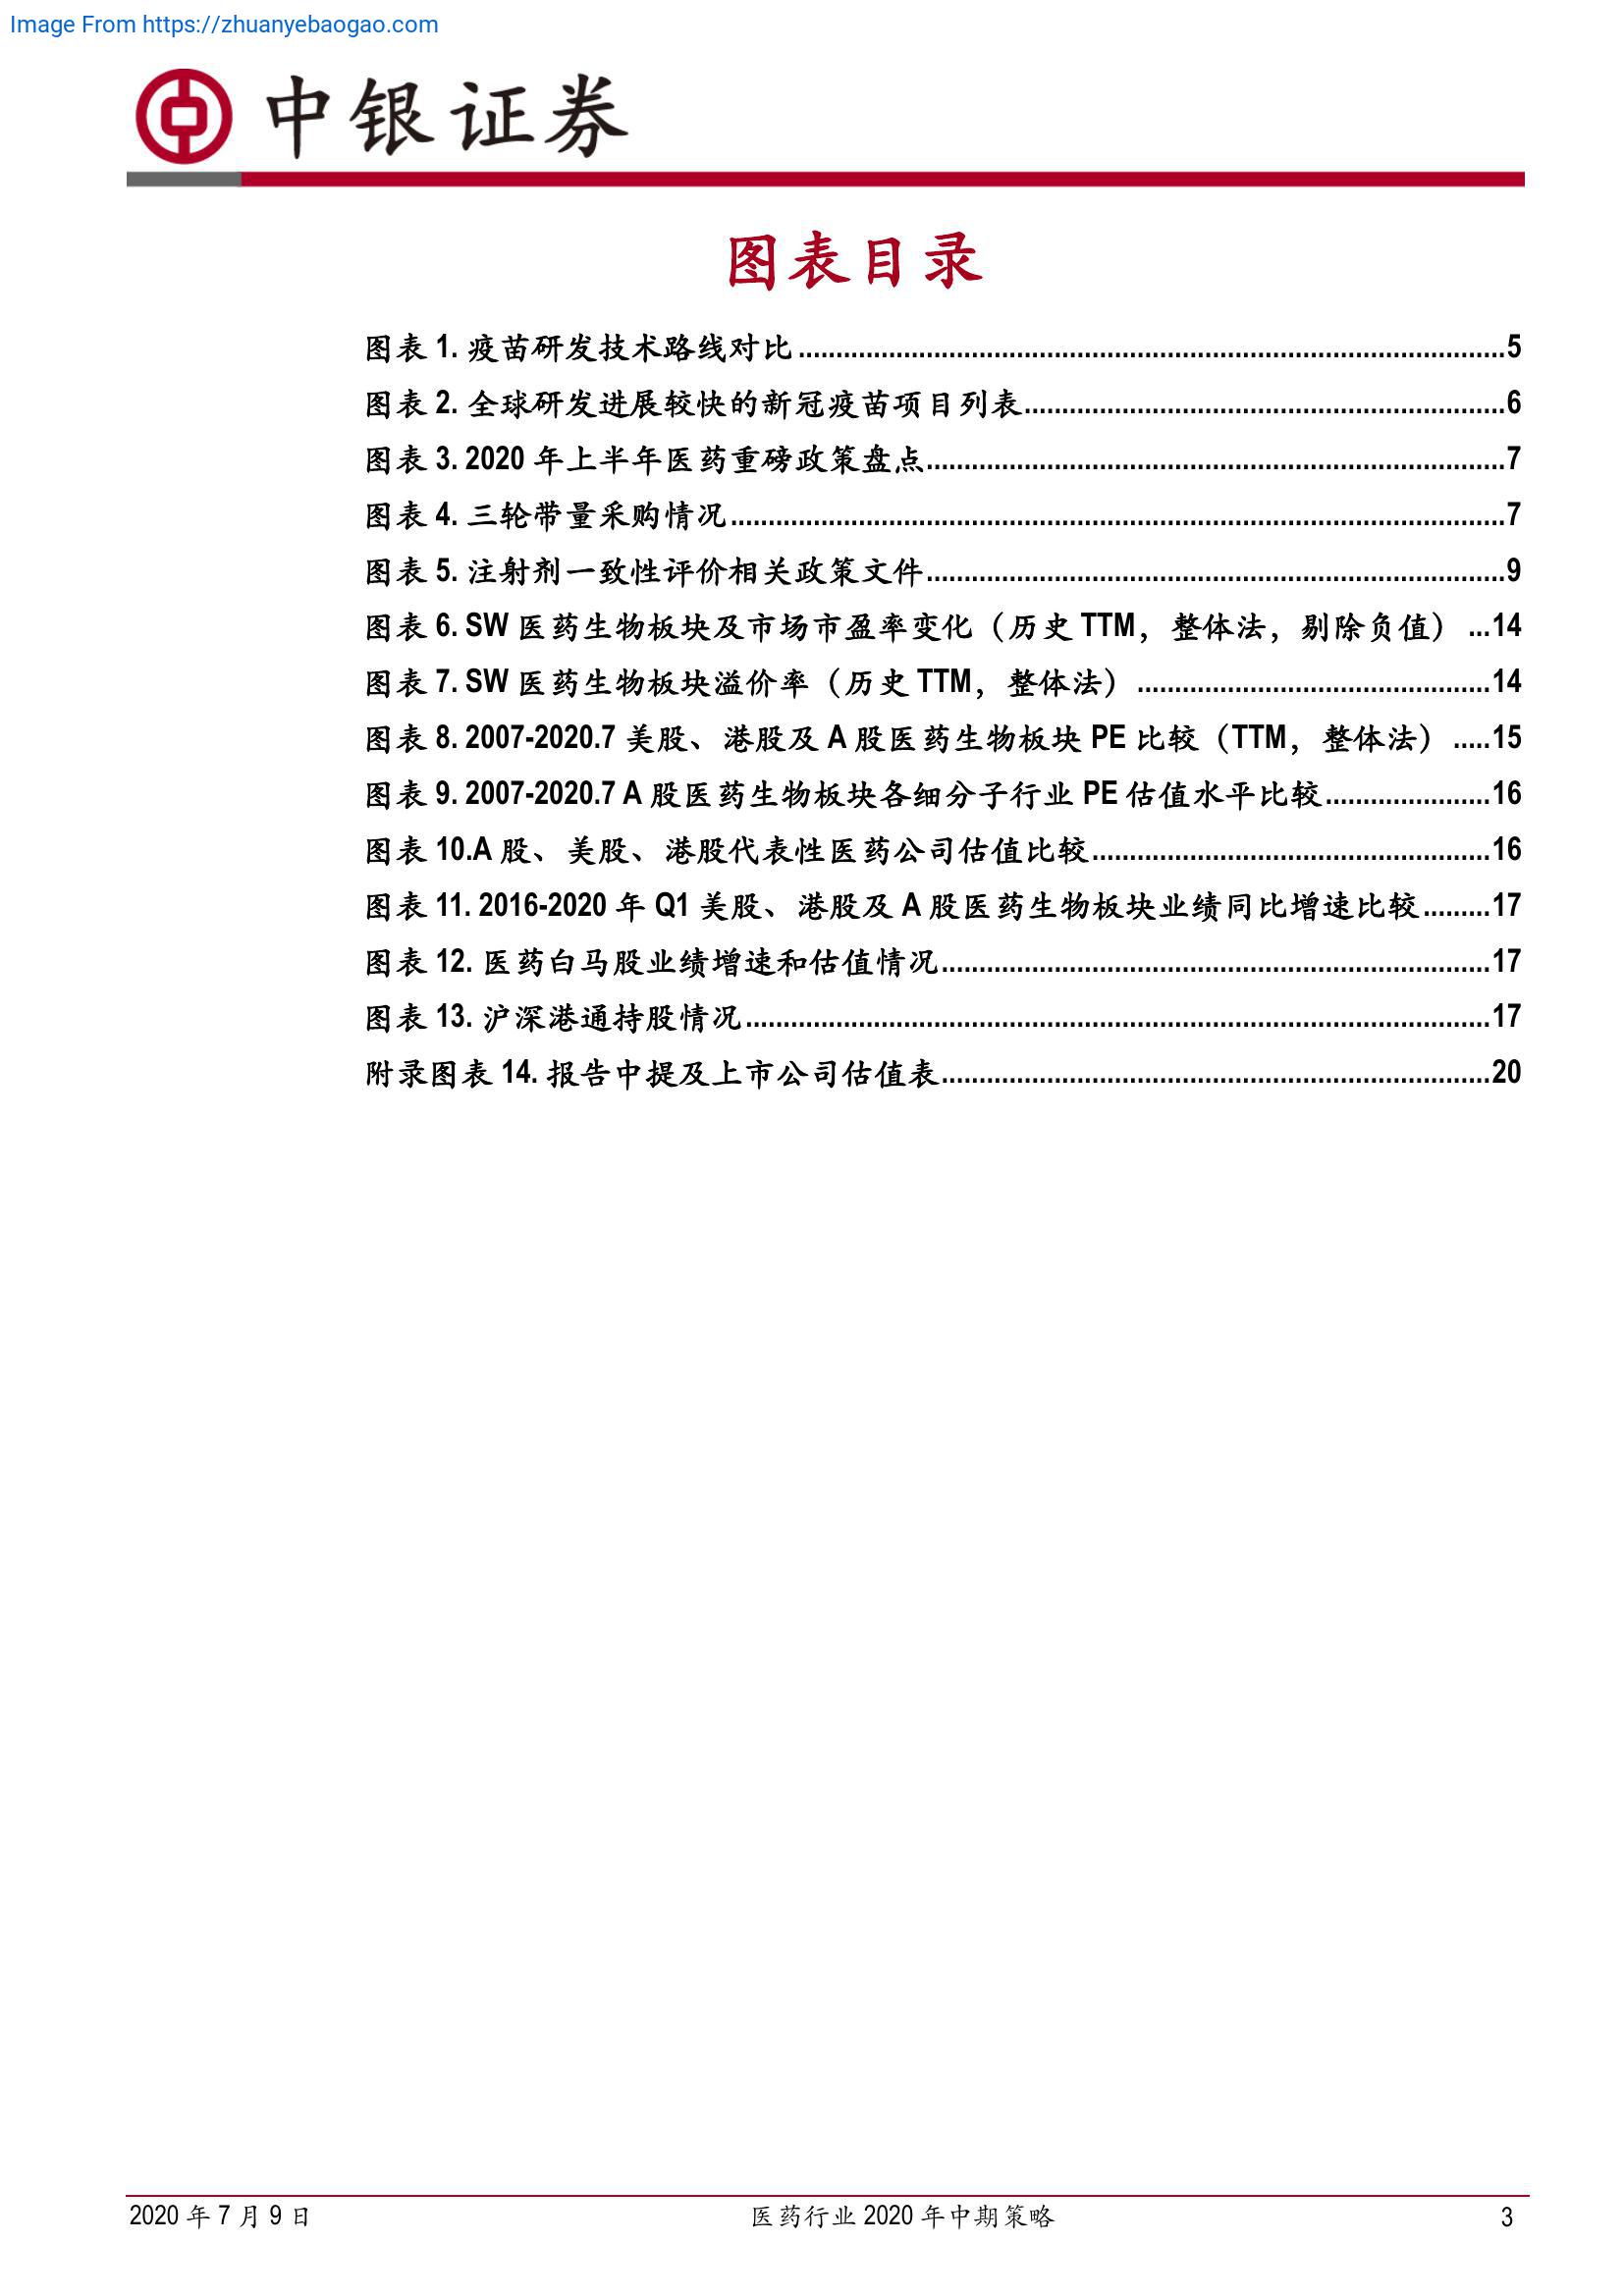 Image From https://zhuanyebaogao.com
中银证券
图表目录
图表 1. 疫苗研发技术路线对比..............................................................................................5
图表 2. 全球研发进展较快的新冠疫苗项目列表................................................................6
图表 3. 2020 年上半年医药重磅政策盘点.............................................................................7
图表 4. 三轮带量采购情况.......................................................................................................7
图表 5. 注射剂一致性评价相关政策文件.............................................................................9
图表 6. SW 医药生物板块及市场市盈率变化（历史 TTM，整体法，剔除负值） ...14
图表 7. SW 医药生物板块溢价率（历史 TTM，整体法） ...............................................14
图表 8. 2007-2020.7 美股、港股及 A 股医药生物板块 PE 比较（TTM，整体法） .....15
图表 9. 2007-2020.7 A 股医药生物板块各细分子行业 PE 估值水平比较......................16
图表 10.A 股、美股、港股代表性医药公司估值比较.....................................................16
图表 11. 2016-2020 年 Q1 美股、港股及 A 股医药生物板块业绩同比增速比较.........17
图表 12. 医药白马股业绩增速和估值情况.........................................................................17
图表 13. 沪深港通持股情况...................................................................................................17
附录图表 14. 报告中提及上市公司估值表.........................................................................20
2020 年 7 月 9 日 医药行业 2020 年中期策略 3